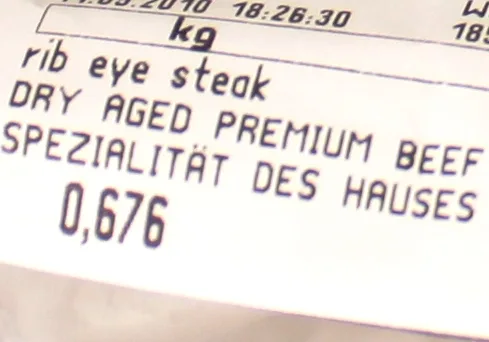 18:26:30
kg
rib eye steak
DRY AGED PREMIUM BEEF
SPEZIALITÄT DES HAUSES
0,676